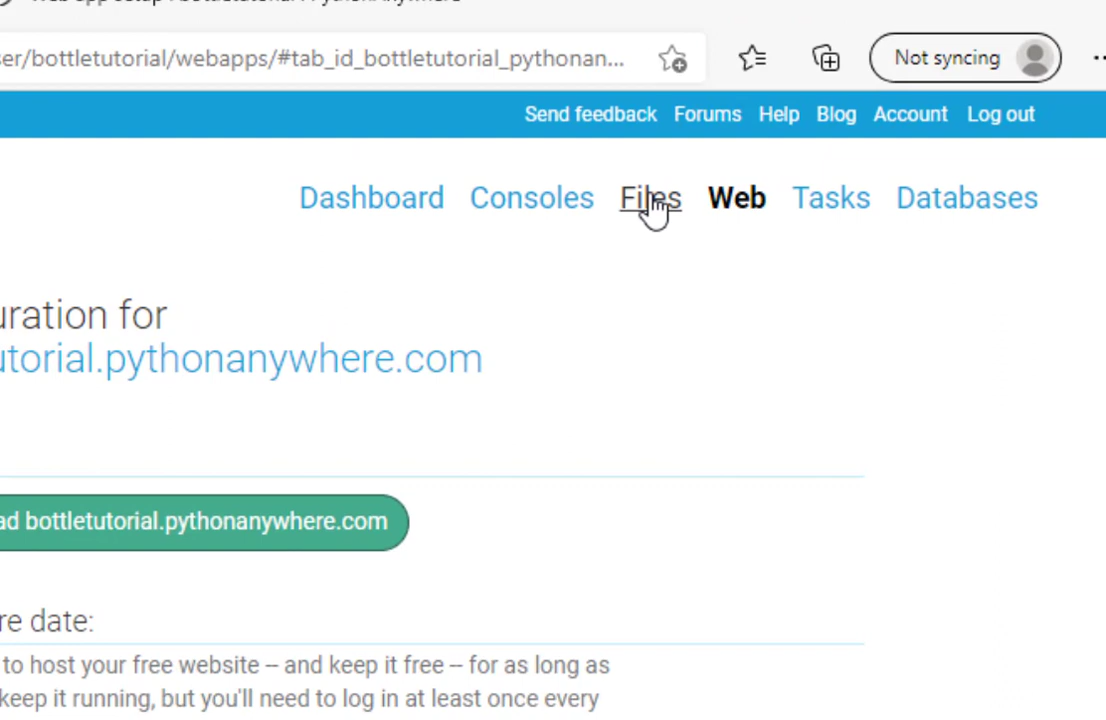 ser/bottletutorial/webapps/#tab_id_bottletutorial_pythonan...
Not syncing
Send feedback Forums Help Blog Account Log out
Dashboard Consoles Files Web Tasks Databases
uration for
utorial.pythonanywhere.com
ad bottletutorial.pythonanywhere.com
re date:
to host your free website -- and keep it free -- for as long as
keep it running, but you'll need to log in at least once every